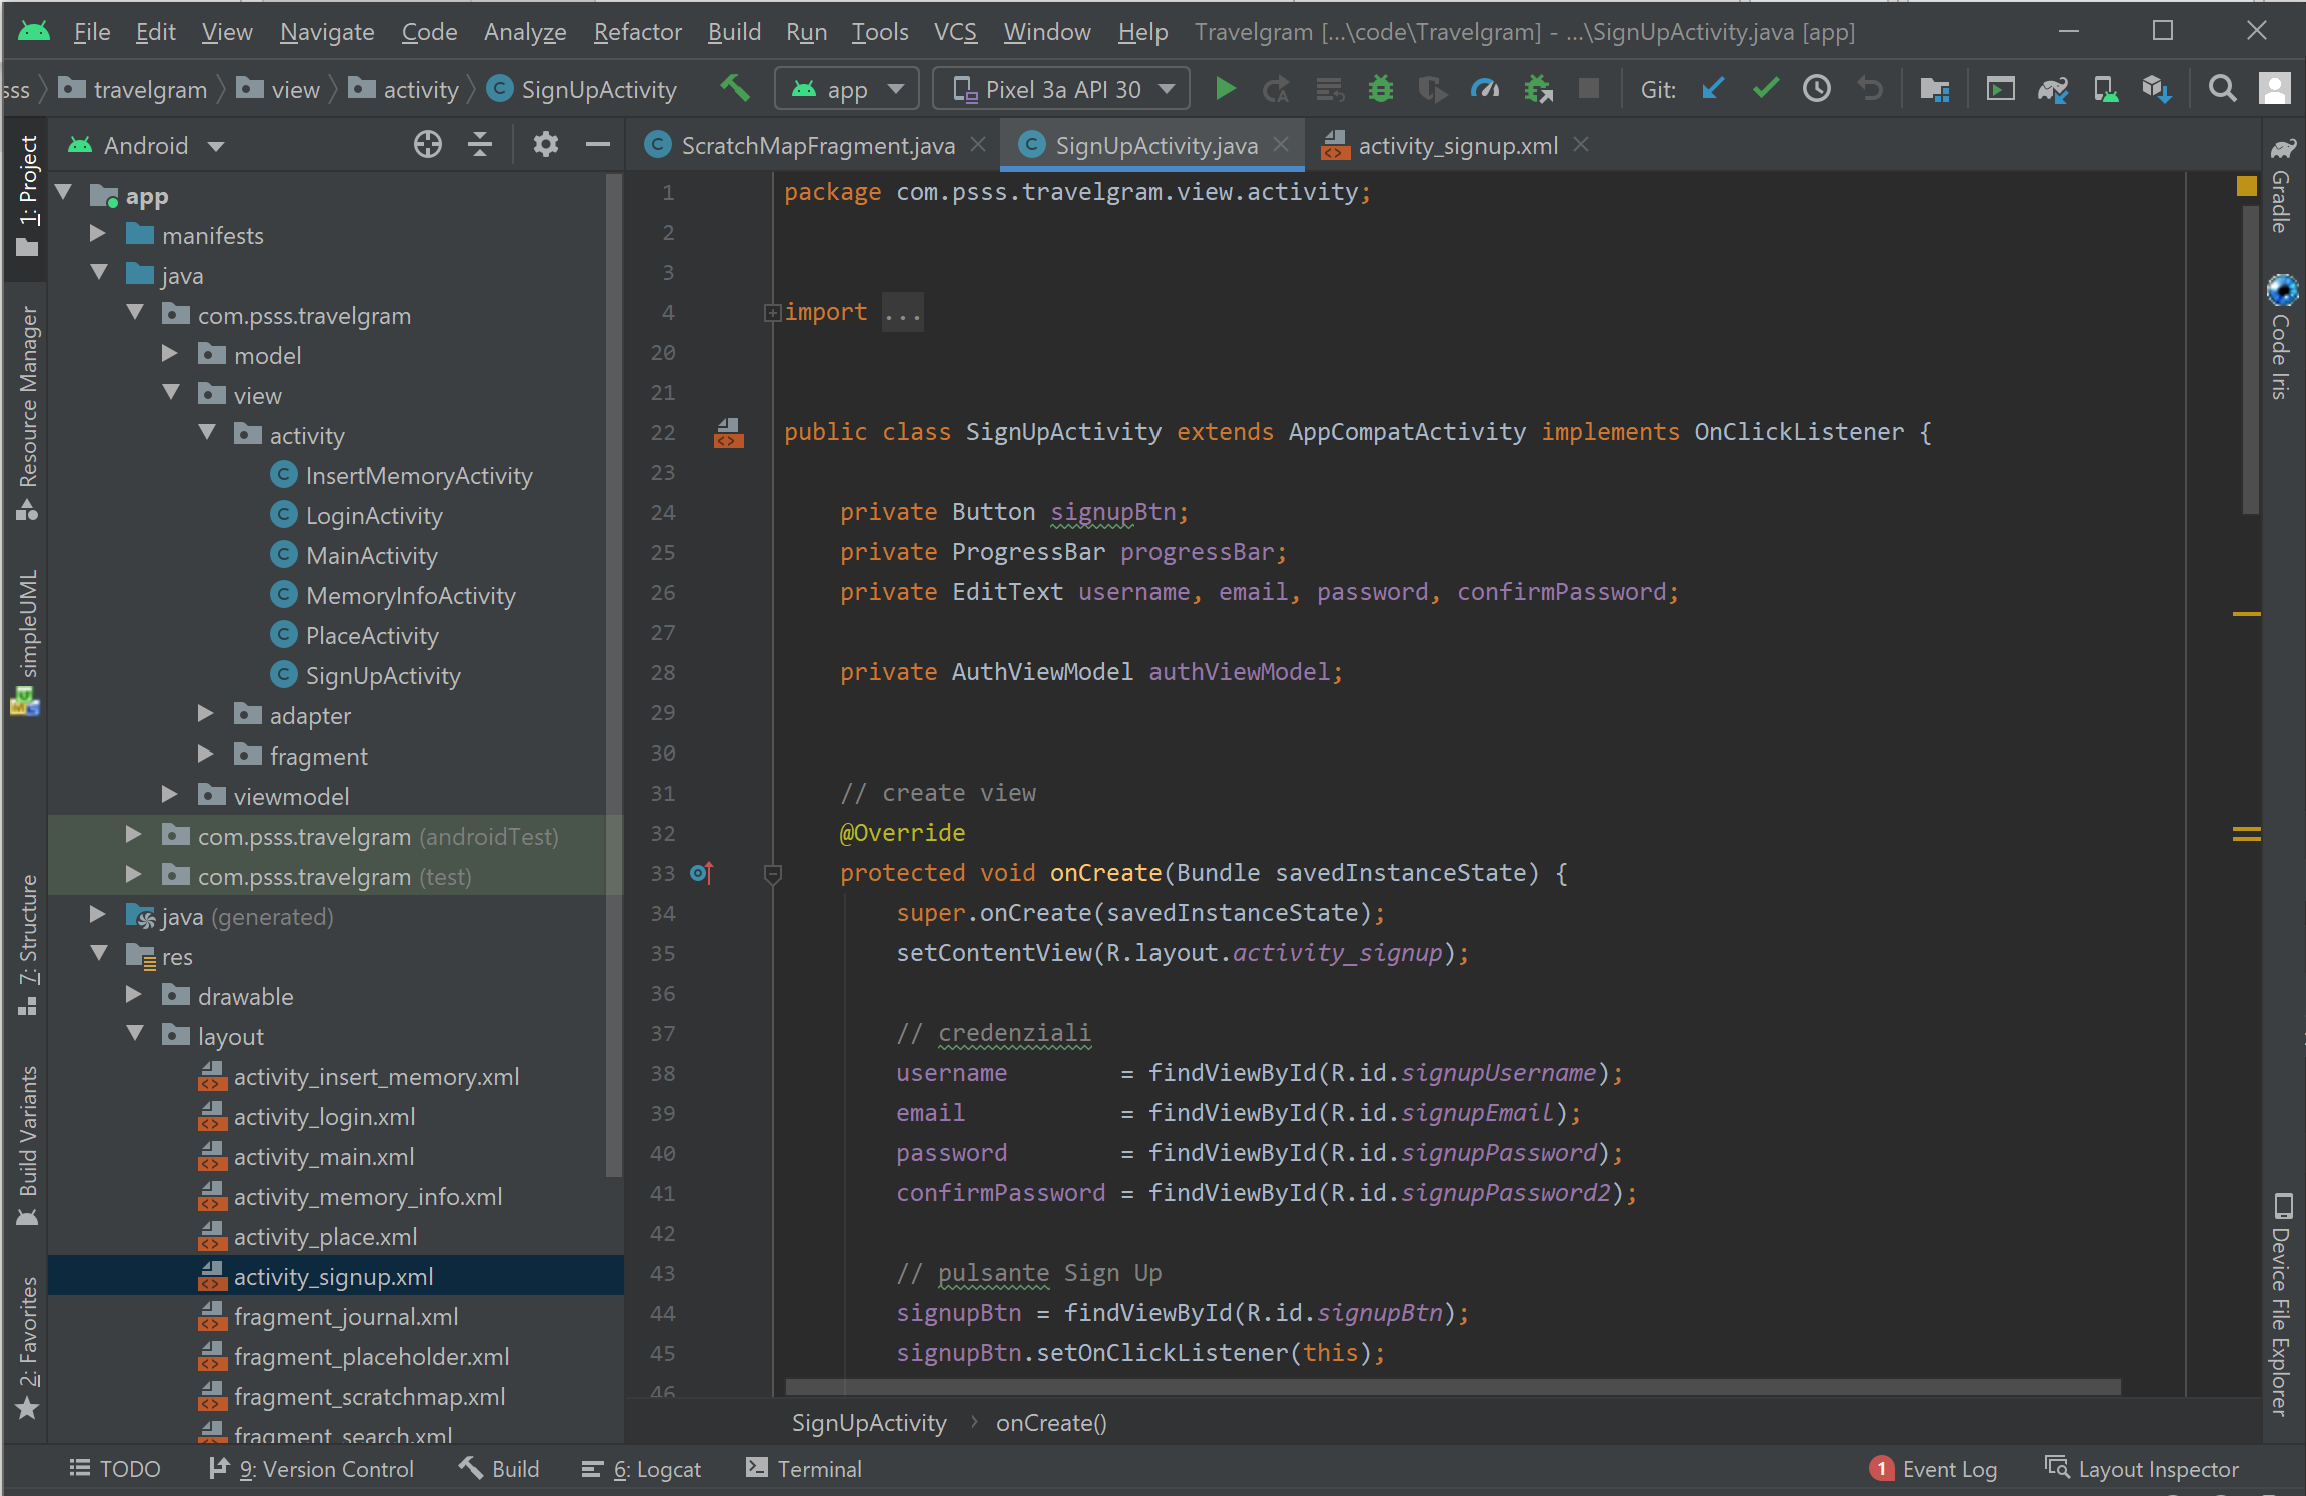 File Edit View Navigate Code Analyze Refactor Build Run Tools VCS Window Help Travelgram [...\code\Travelgram] - ...\SignUpActivity.java [app]
sss travelgram view activity SignUpActivity app Pixel 3a API 30 Git:
Android
ScratchMapFragment.java SignUpActivity.java activity_signup.xml
1: Project
Resource Manager
simpleUML
7: Structure
Build Variants
2: Favorites
app
manifests
java
com.psss.travelgram
model
view
activity
InsertMemoryActivity
LoginActivity
MainActivity
MemoryInfoActivity
PlaceActivity
SignUpActivity
adapter
fragment
viewmodel
com.psss.travelgram (androidTest)
com.psss.travelgram (test)
java (generated)
res
drawable
layout
activity_insert_memory.xml
activity_login.xml
activity_main.xml
activity_memory_info.xml
activity_place.xml
activity_signup.xml
fragment_journal.xml
fragment_placeholder.xml
fragment_scratchmap.xml
fragment_search.xml
1 package com.psss.travelgram.view.activity;
2
3
4 import ...
20
21
22 public class SignUpActivity extends AppCompatActivity implements OnClickListener {
23
24 private Button signupBtn;
25 private ProgressBar progressBar;
26 private EditText username, email, password, confirmPassword;
27
28 private AuthViewModel authViewModel;
29
30
31 // create view
32 @Override
33 protected void onCreate(Bundle savedInstanceState) {
34 super.onCreate(savedInstanceState);
35 setContentView(R.layout.activity_signup);
36
37 // credenziali
38 username = findViewById(R.id.signupUsername);
39 email = findViewById(R.id.signupEmail);
40 password = findViewById(R.id.signupPassword);
41 confirmPassword = findViewById(R.id.signupPassword2);
42
43 // pulsante Sign Up
44 signupBtn = findViewById(R.id.signupBtn);
45 signupBtn.setOnClickListener(this);
46
SignUpActivity onCreate()
Gradle
Code Iris
Device File Explorer
TODO 9: Version Control Build 6: Logcat Terminal 1 Event Log Layout Inspector